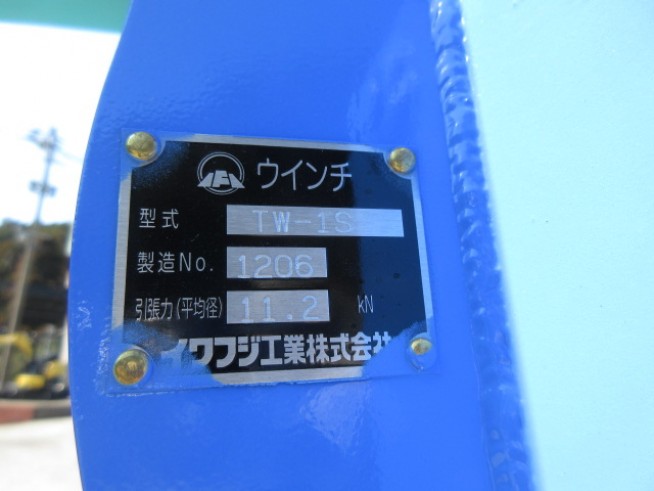 ウインチ
型式 TW-1S
製造No. 1206
引張力(平均径) 11.2 kN
イワフジ工業株式会社